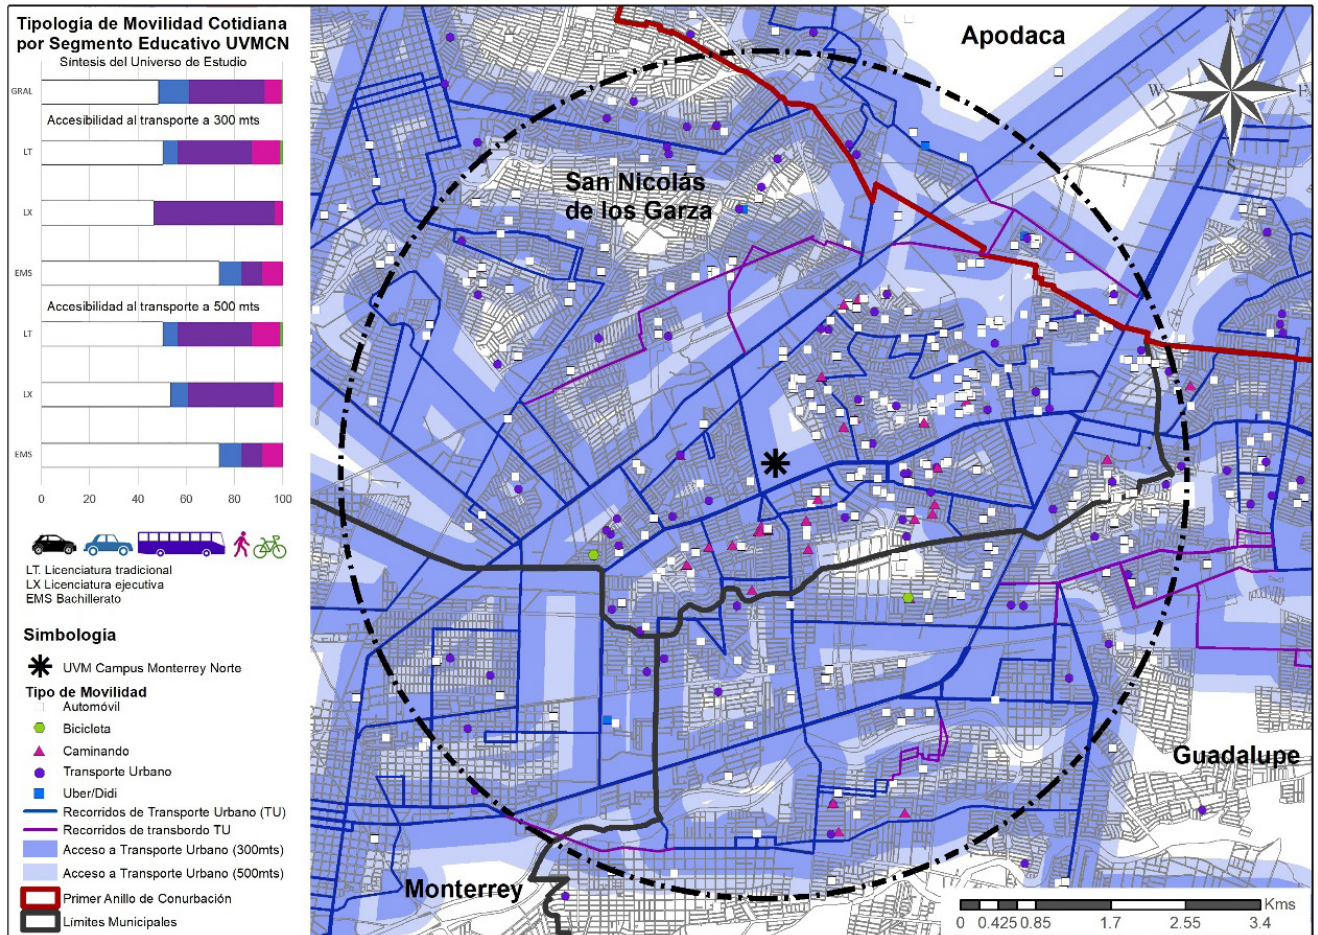 Tipología de Movilidad Cotidiana
por Segmento Educativo UVMCN
Síntesis del Universo de Estudio
GRAL
Accesibilidad al transporte a 300 mts
LT
LX
EMS
Accesibilidad al transporte a 500 mts
LT
LX
EMS
0 20 40 60 80 100
LT. Licenciatura tradicional
LX Licenciatura ejecutiva
EMS Bachillerato
Simbología
UVM Campus Monterrey Norte
Tipo de Movilidad
Automóvil
Bicicleta
Caminando
Transporte Urbano
Uber/Didi
Recorridos de Transporte Urbano (TU)
Recorridos de transbordo TU
Acceso a Transporte Urbano (300mts)
Acceso a Transporte Urbano (500mts)
Primer Anillo de Conurbación
Límites Municipales
Apodaca
N
W E
S
San Nicolás
de los Garza
Guadalupe
Monterrey
Kms
0 0.425 0.85 1.7 2.55 3.4